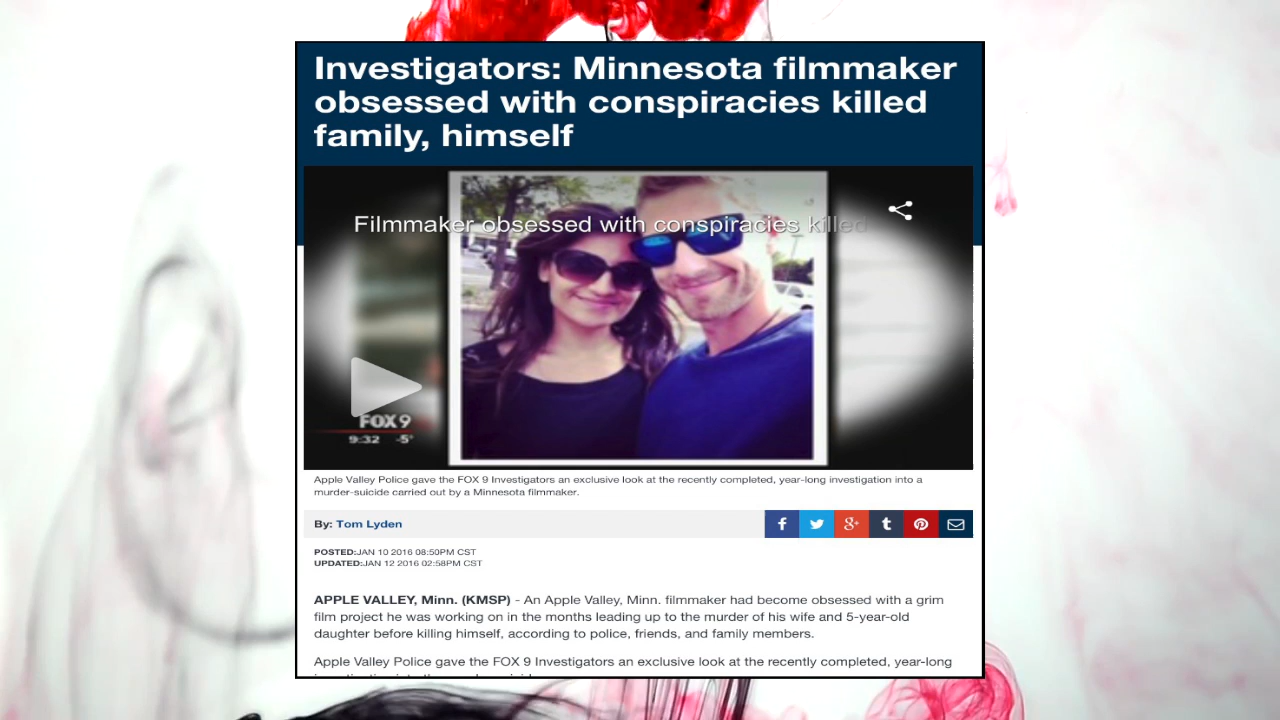 Investigators: Minnesota filmmaker
obsessed with conspiracies killed
family, himself
Filmmaker obsessed with conspiracies killed
FOX 9
9:32 -5°
Apple Valley Police gave the FOX 9 Investigators an exclusive look at the recently completed, year-long investigation into a
murder-suicide carried out by a Minnesota filmmaker.
By: Tom Lyden
POSTED:JAN 10 2016 08:50PM CST
UPDATED:JAN 12 2016 02:58PM CST
APPLE VALLEY, Minn. (KMSP) - An Apple Valley, Minn. filmmaker had become obsessed with a grim
film project he was working on in the months leading up to the murder of his wife and 5-year-old
daughter before killing himself, according to police, friends, and family members.
Apple Valley Police gave the FOX 9 Investigators an exclusive look at the recently completed, year-long